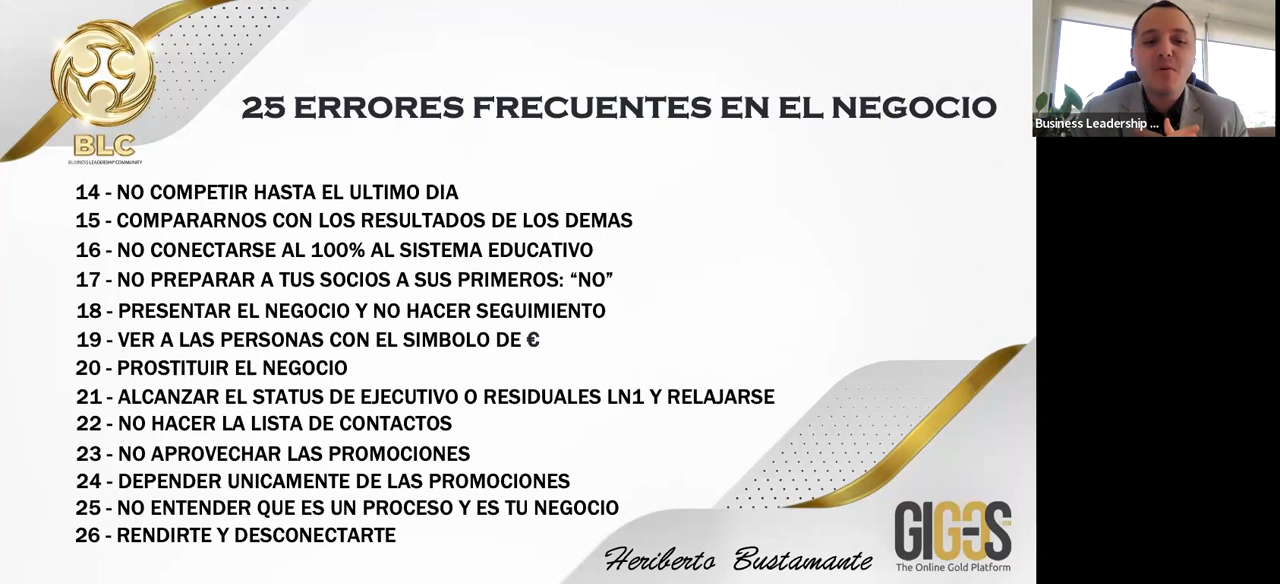 BLC
BUSINESS LEADERSHIP COMMUNITY
25 ERRORES FRECUENTES EN EL NEGOCIO
Business Leadership ...
14 - NO COMPETIR HASTA EL ULTIMO DIA
15 - COMPARARNOS CON LOS RESULTADOS DE LOS DEMAS
16 - NO CONECTARSE AL 100% AL SISTEMA EDUCATIVO
17 - NO PREPARAR A TUS SOCIOS A SUS PRIMEROS: “NO”
18 - PRESENTAR EL NEGOCIO Y NO HACER SEGUIMIENTO
19 - VER A LAS PERSONAS CON EL SIMBOLO DE €
20 - PROSTITUIR EL NEGOCIO
21 - ALCANZAR EL STATUS DE EJECUTIVO O RESIDUALES LN1 Y RELAJARSE
22 - NO HACER LA LISTA DE CONTACTOS
23 - NO APROVECHAR LAS PROMOCIONES
24 - DEPENDER UNICAMENTE DE LAS PROMOCIONES
25 - NO ENTENDER QUE ES UN PROCESO Y ES TU NEGOCIO
26 - RENDIRTE Y DESCONECTARTE
Heriberto Bustamante
GIGOS
The Online Gold Platform